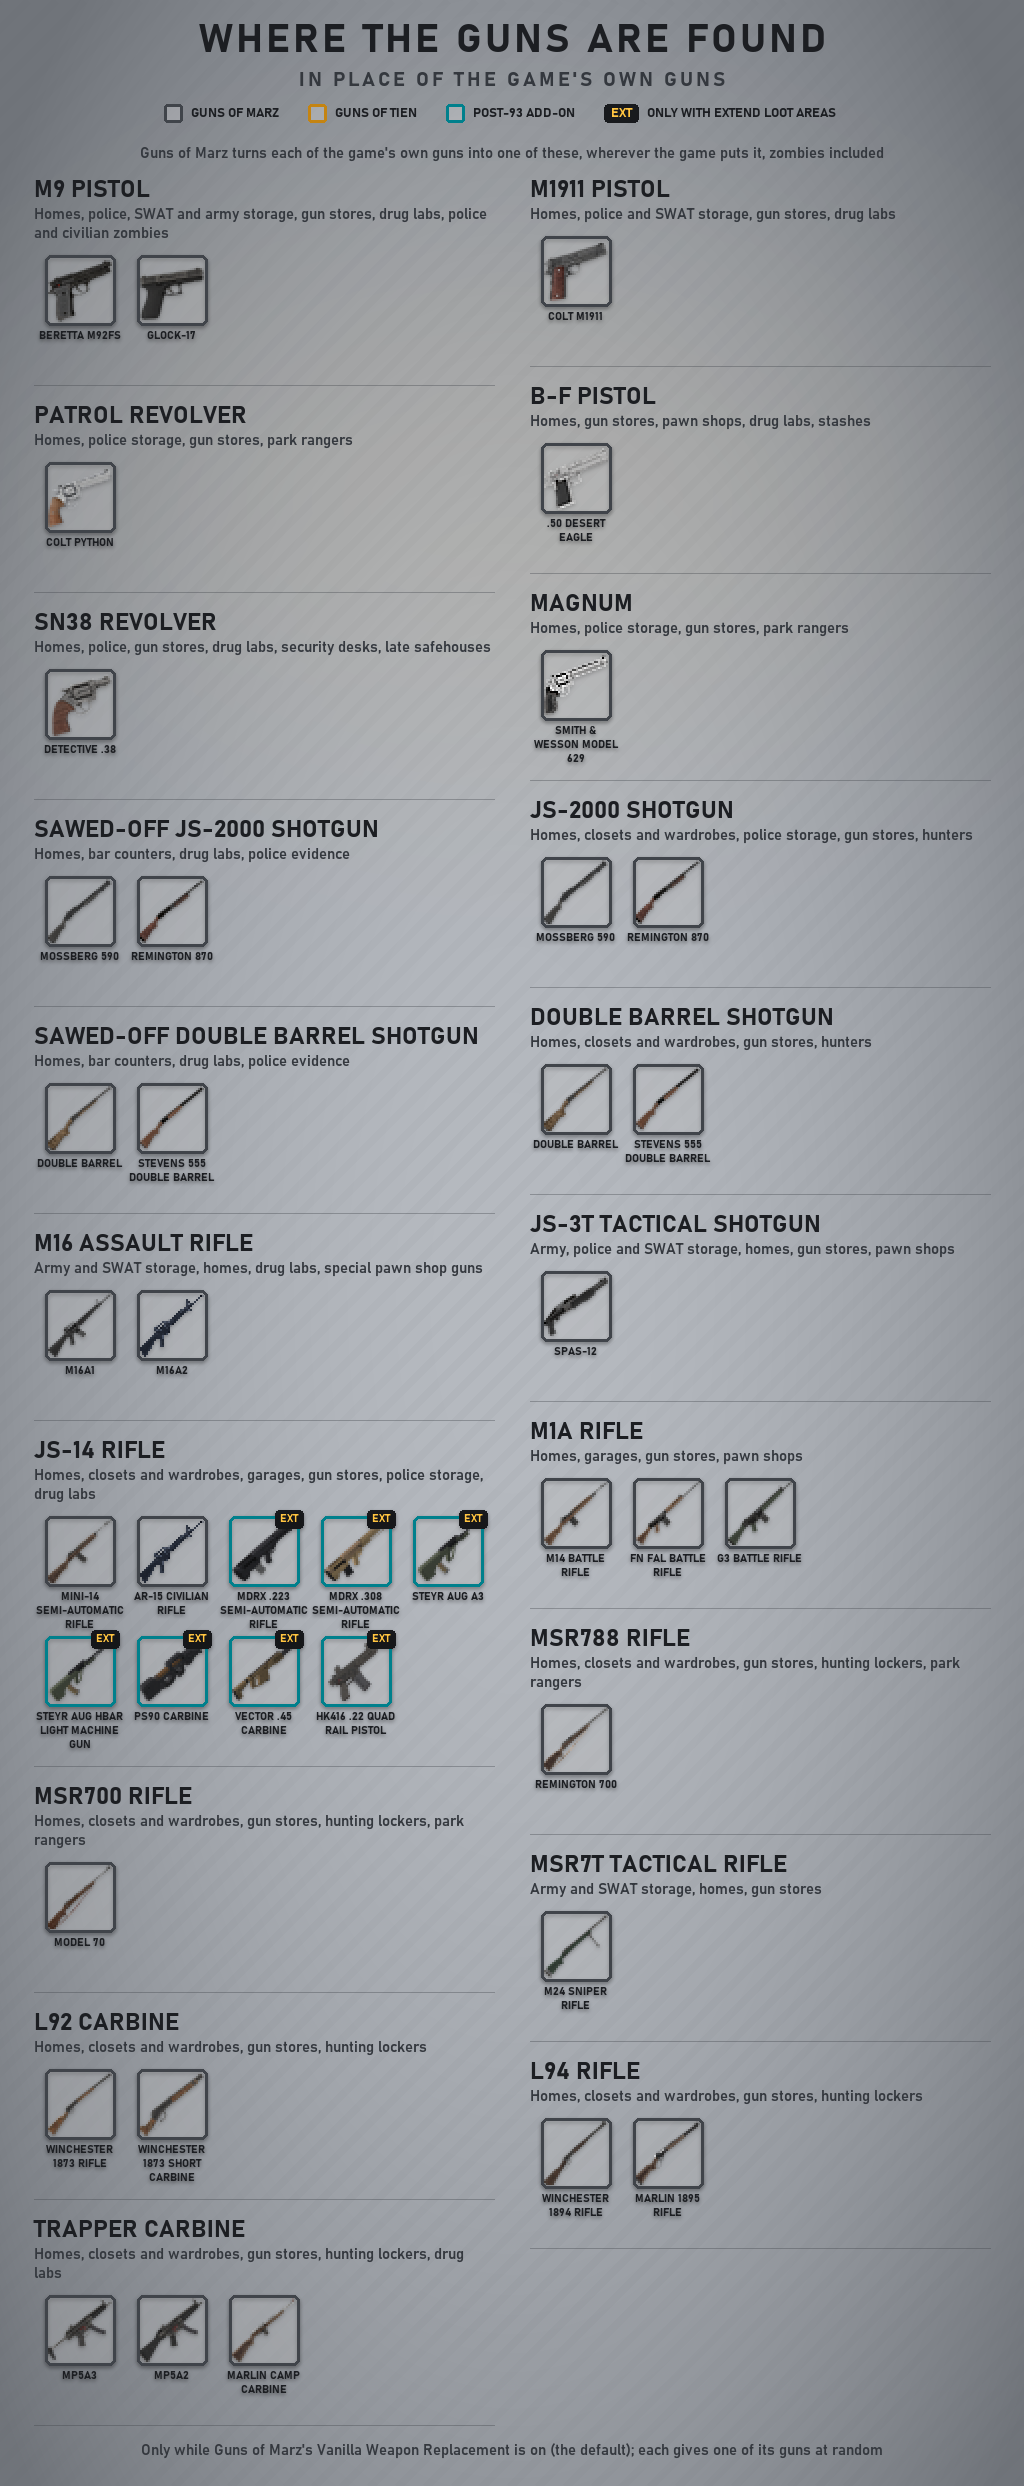 WHERE THE GUNS ARE FOUND
IN PLACE OF THE GAME'S OWN GUNS
GUNS OF MARZ
GUNS OF TIEN
POST-93 ADD-ON
EXT ONLY WITH EXTEND LOOT AREAS
Guns of Marz turns each of the game's own guns into one of these, wherever the game puts it, zombies included
M9 PISTOL
Homes, police, SWAT and army storage, gun stores, drug labs, police
and civilian zombies
BERETTA M92FS
GLOCK-17
PATROL REVOLVER
Homes, police storage, gun stores, park rangers
COLT PYTHON
SN38 REVOLVER
Homes, police, gun stores, drug labs, security desks, late safehouses
DETECTIVE .38
SAWED-OFF JS-2000 SHOTGUN
Homes, bar counters, drug labs, police evidence
MOSSBERG 590
REMINGTON 870
SAWED-OFF DOUBLE BARREL SHOTGUN
Homes, bar counters, drug labs, police evidence
DOUBLE BARREL
STEVENS 555
DOUBLE BARREL
M16 ASSAULT RIFLE
Army and SWAT storage, homes, drug labs, special pawn shop guns
M16A1
M16A2
JS-14 RIFLE
Homes, closets and wardrobes, garages, gun stores, police storage,
drug labs
MINI-14
SEMI-AUTOMATIC
RIFLE
AR-15 CIVILIAN
RIFLE
EXT
MDRX .223
SEMI-AUTOMATIC
RIFLE
EXT
MDRX .308
SEMI-AUTOMATIC
RIFLE
EXT
STEYR AUG A3
EXT
STEYR AUG HBAR
LIGHT MACHINE
GUN
EXT
PS90 CARBINE
EXT
VECTOR .45
CARBINE
EXT
HK416 .22 QUAD
RAIL PISTOL
MSR700 RIFLE
Homes, closets and wardrobes, gun stores, hunting lockers, park
rangers
MODEL 70
L92 CARBINE
Homes, closets and wardrobes, gun stores, hunting lockers
WINCHESTER
1873 RIFLE
WINCHESTER
1873 SHORT
CARBINE
TRAPPER CARBINE
Homes, closets and wardrobes, gun stores, hunting lockers, drug
labs
MP5A3
MP5A2
MARLIN CAMP
CARBINE
M1911 PISTOL
Homes, police and SWAT storage, gun stores, drug labs
COLT M1911
B-F PISTOL
Homes, gun stores, pawn shops, drug labs, stashes
.50 DESERT
EAGLE
MAGNUM
Homes, police storage, gun stores, park rangers
SMITH &
WESSON MODEL
629
JS-2000 SHOTGUN
Homes, closets and wardrobes, police storage, gun stores, hunters
MOSSBERG 590
REMINGTON 870
DOUBLE BARREL SHOTGUN
Homes, closets and wardrobes, gun stores, hunters
DOUBLE BARREL
STEVENS 555
DOUBLE BARREL
JS-3T TACTICAL SHOTGUN
Army, police and SWAT storage, homes, gun stores, pawn shops
SPAS-12
M1A RIFLE
Homes, garages, gun stores, pawn shops
M14 BATTLE
RIFLE
FN FAL BATTLE
RIFLE
G3 BATTLE RIFLE
MSR788 RIFLE
Homes, closets and wardrobes, gun stores, hunting lockers, park
rangers
REMINGTON 700
MSR7T TACTICAL RIFLE
Army and SWAT storage, homes, gun stores
M24 SNIPER
RIFLE
L94 RIFLE
Homes, closets and wardrobes, gun stores, hunting lockers
WINCHESTER
1894 RIFLE
MARLIN 1895
RIFLE
Only while Guns of Marz's Vanilla Weapon Replacement is on (the default); each gives one of its guns at random